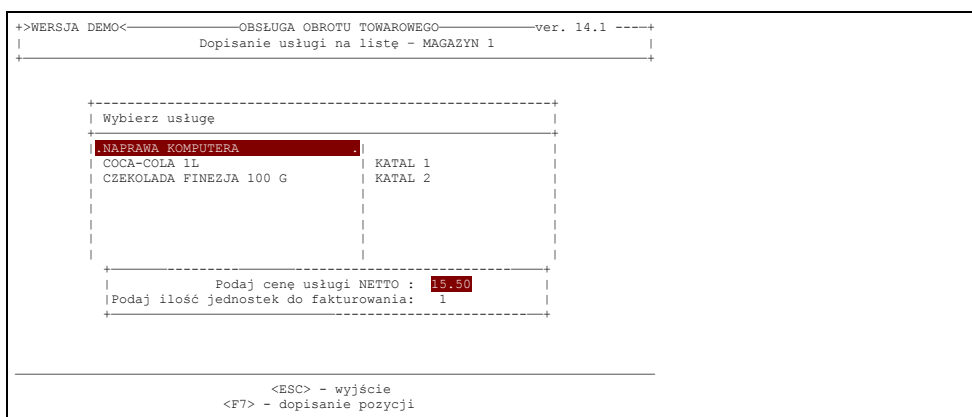 +>WERSJA DEMO<——————————————OBSŁUGA OBROTU TOWAROWEGO————————————ver. 14.1 -----+
| Dopisanie usługi na listę – MAGAZYN 1 |
| Wybierz usługę |
|.NAPRAWA KOMPUTERA .| |
| COCA-COLA 1L | KATAL 1 |
| CZEKOLADA FINEZJA 100 G | KATAL 2 |
| Podaj cenę usługi NETTO : 15.50 |
|Podaj ilość jednostek do fakturowania: 1 |
<ESC> - wyjście
<F7> - dopisanie pozycji